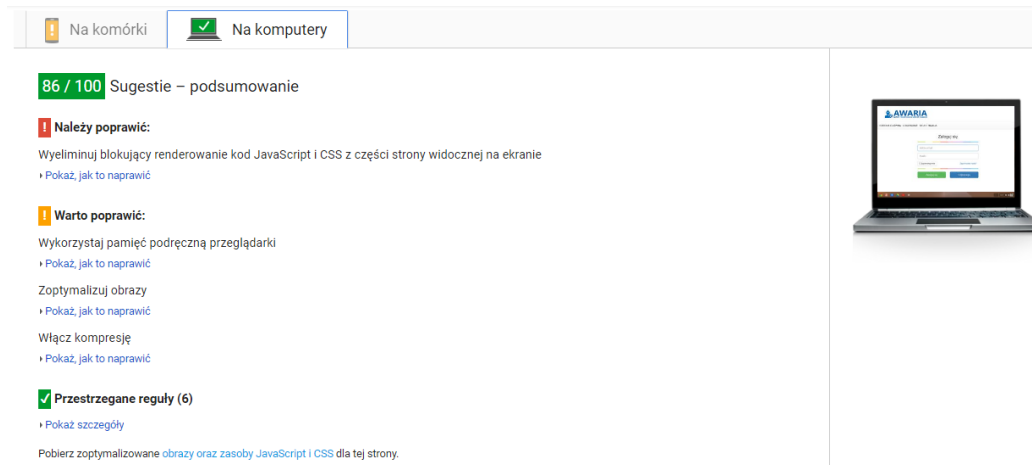 Na komórki
Na komputery
86 / 100 Sugestie – podsumowanie
! Należy poprawić:
Wyeliminuj blokujący renderowanie kod JavaScript i CSS z części strony widocznej na ekranie
Pokaż, jak to naprawić
! Warto poprawić:
Wykorzystaj pamięć podręczną przeglądarki
Pokaż, jak to naprawić
Zoptymalizuj obrazy
Pokaż, jak to naprawić
Włącz kompresję
Pokaż, jak to naprawić
Przestrzegane reguły (6)
Pokaż szczegóły
Pobierz zoptymalizowane obrazy oraz zasoby JavaScript i CSS dla tej strony.
AWARIA
Zaloguj się